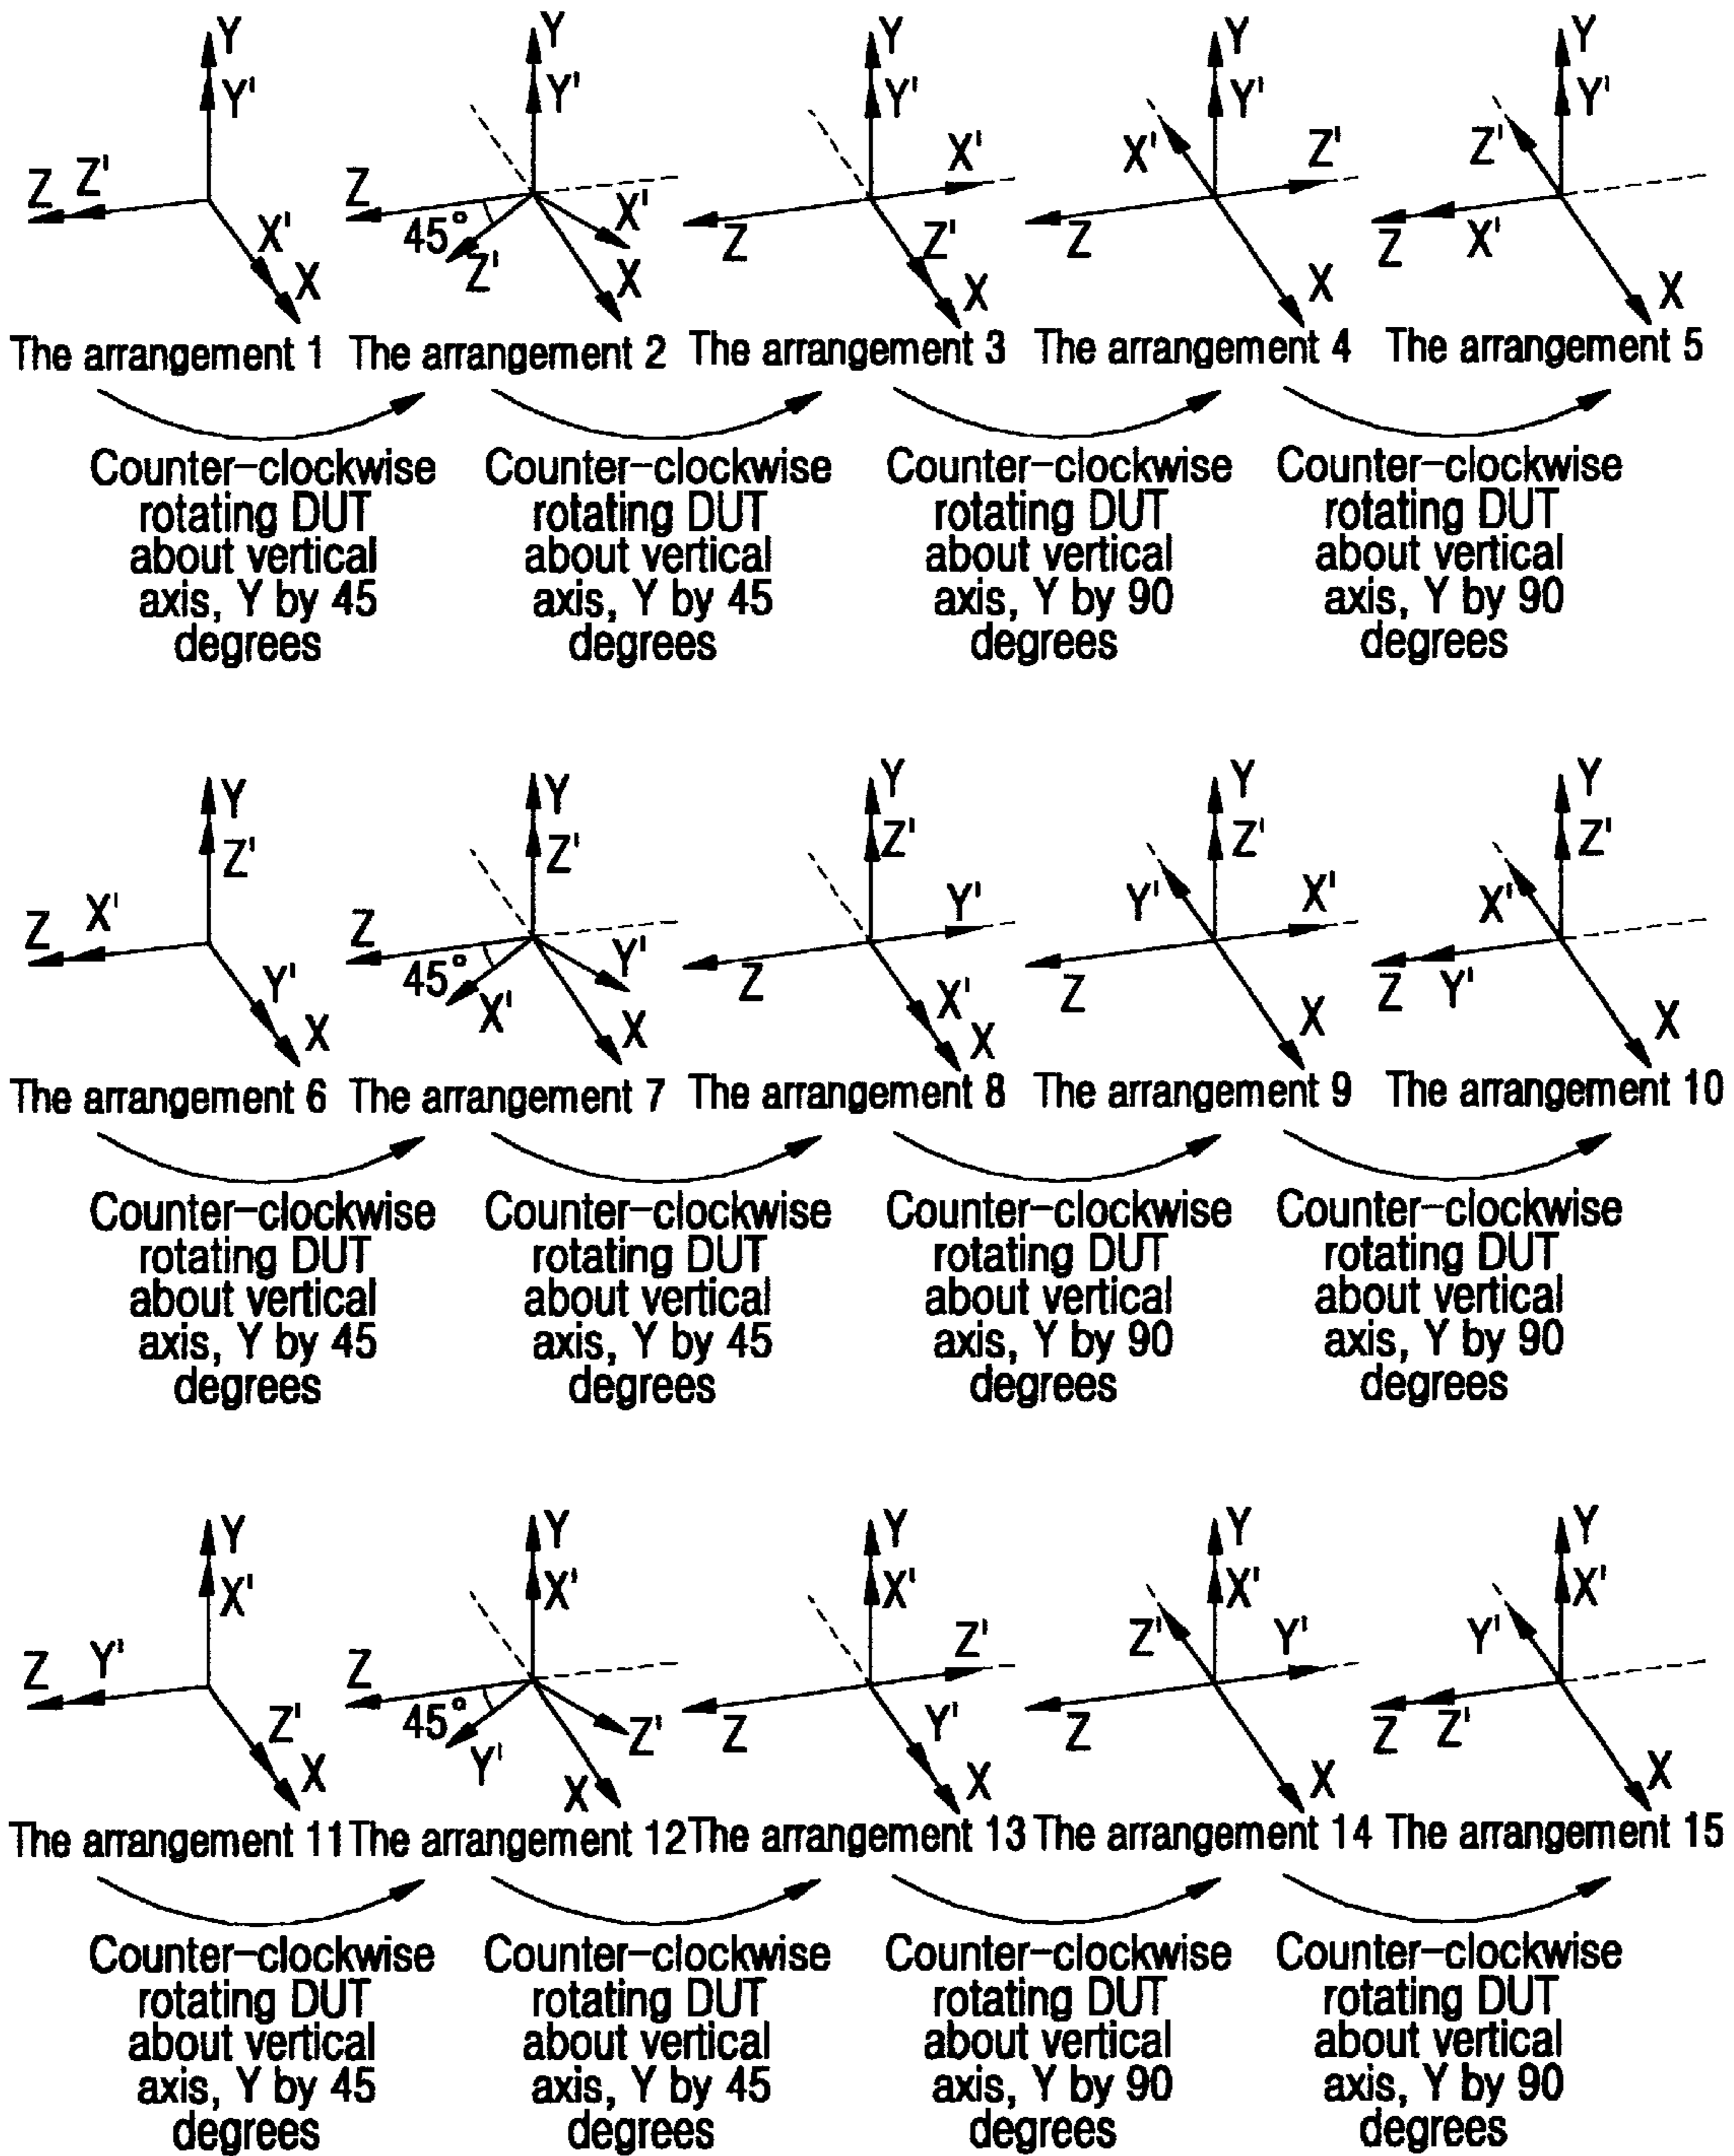 Y Y Y Y Y
Y' Y' Y' Y' Y'
Z Z' X' X
Z 45° Z' X' X
X' Z Z' X
X' Z' Z X
Z' Z X' X
The arrangement 1 The arrangement 2 The arrangement 3 The arrangement 4 The arrangement 5
Counter-clockwise Counter-clockwise Counter-clockwise Counter-clockwise
rotating DUT rotating DUT rotating DUT rotating DUT
about vertical about vertical about vertical about vertical
axis, Y by 45 axis, Y by 45 axis, Y by 90 axis, Y by 90
degrees degrees degrees degrees
Y Y Y Y Y
Z' Z' Z' Z' Z'
Z X' Y' X
Z 45° X' Y' X
Y' Z X' X
Y' X' Z X
X' Z Y' X
The arrangement 6 The arrangement 7 The arrangement 8 The arrangement 9 The arrangement 10
Counter-clockwise Counter-clockwise Counter-clockwise Counter-clockwise
rotating DUT rotating DUT rotating DUT rotating DUT
about vertical about vertical about vertical about vertical
axis, Y by 45 axis, Y by 45 axis, Y by 90 axis, Y by 90
degrees degrees degrees degrees
Y Y Y Y Y
X' X' X' X' X'
Z Y' Z' X
Z 45° Y' Z' X
Z' Z Y' X
Z' Y' Z X
Y' Z Z' X
The arrangement 11 The arrangement 12 The arrangement 13 The arrangement 14 The arrangement 15
Counter-clockwise Counter-clockwise Counter-clockwise Counter-clockwise
rotating DUT rotating DUT rotating DUT rotating DUT
about vertical about vertical about vertical about vertical
axis, Y by 45 axis, Y by 45 axis, Y by 90 axis, Y by 90
degrees degrees degrees degrees